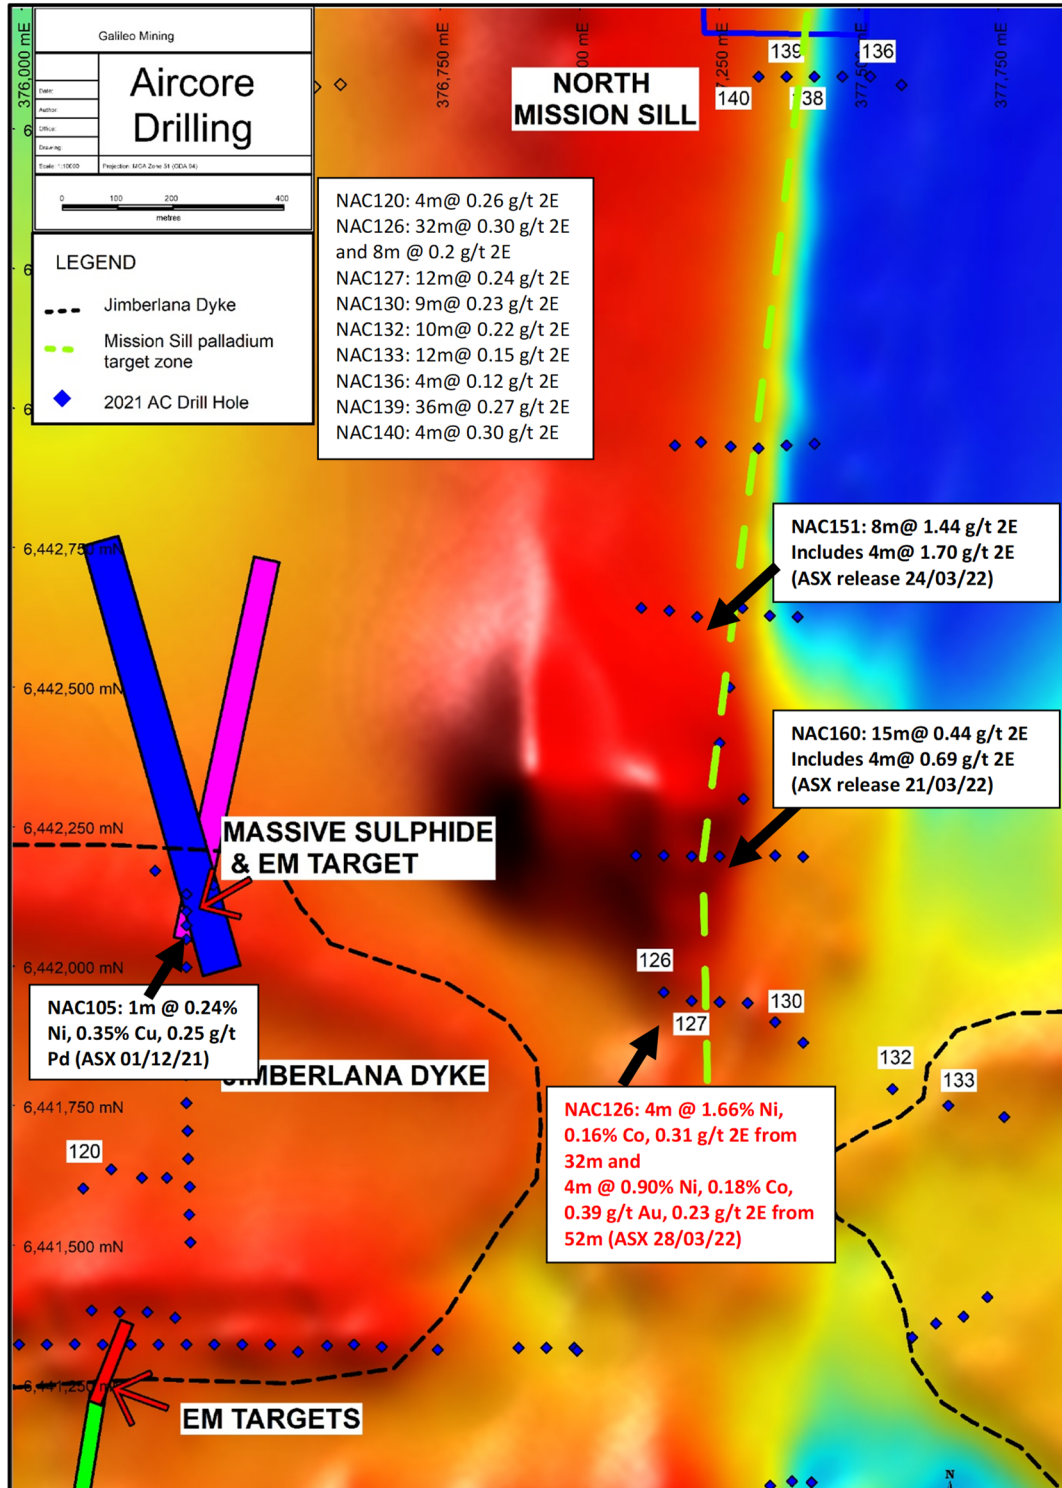 Galileo Mining
Aircore
Drilling
Date:
Author:
Office:
Drawing:
Scale: 1:10000
Projection: MGA Zone 51 (GDA 94)
0 100 200 400
metres
LEGEND
Jimberlana Dyke
Mission Sill palladium
target zone
2021 AC Drill Hole
376,000 mE
376,750 mE
377,500 mE
377,750 mE
NORTH
MISSION SILL
139
136
140
138
NAC120: 4m@ 0.26 g/t 2E
NAC126: 32m@ 0.30 g/t 2E
and 8m @ 0.2 g/t 2E
NAC127: 12m@ 0.24 g/t 2E
NAC130: 9m@ 0.23 g/t 2E
NAC132: 10m@ 0.22 g/t 2E
NAC133: 12m@ 0.15 g/t 2E
NAC136: 4m@ 0.12 g/t 2E
NAC139: 36m@ 0.27 g/t 2E
NAC140: 4m@ 0.30 g/t 2E
NAC151: 8m@ 1.44 g/t 2E
Includes 4m@ 1.70 g/t 2E
(ASX release 24/03/22)
6,442,750 mN
6,442,500 mN
NAC160: 15m@ 0.44 g/t 2E
Includes 4m@ 0.69 g/t 2E
(ASX release 21/03/22)
6,442,250 mN
MASSIVE SULPHIDE
& EM TARGET
6,442,000 mN
126
127
130
NAC105: 1m @ 0.24%
Ni, 0.35% Cu, 0.25 g/t
Pd (ASX 01/12/21)
JIMBERLANA DYKE
132
133
6,441,750 mN
NAC126: 4m @ 1.66% Ni,
0.16% Co, 0.31 g/t 2E from
32m and
4m @ 0.90% Ni, 0.18% Co,
0.39 g/t Au, 0.23 g/t 2E from
52m (ASX 28/03/22)
120
6,441,500 mN
6,441,250 mN
EM TARGETS
N